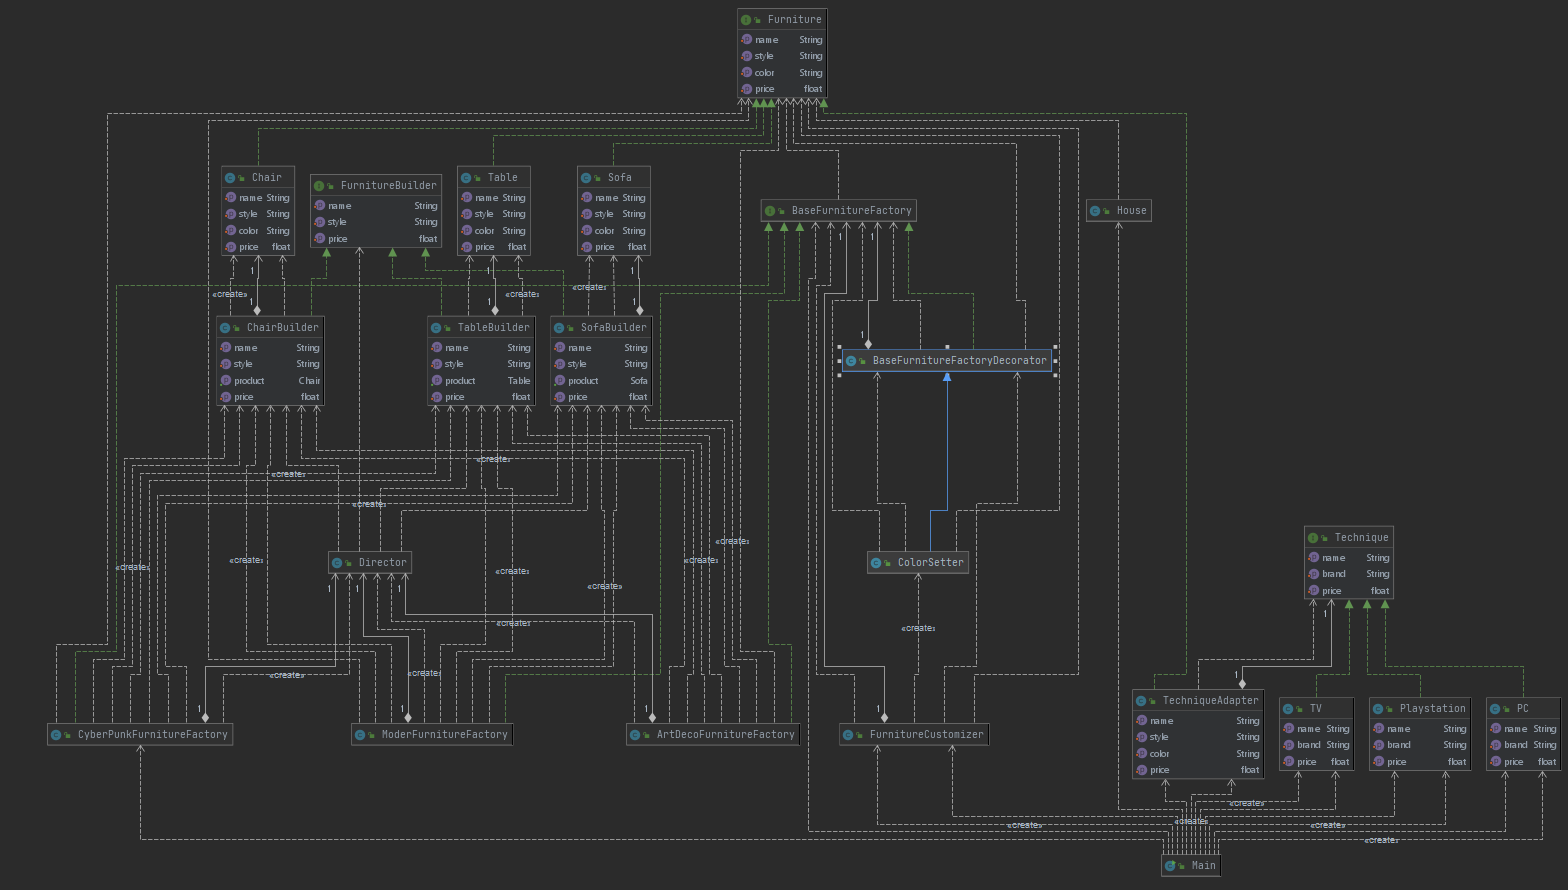 Furniture
name String
style String
color String
price float
Chair
name String
style String
color String
price float
FurnitureBuilder
name String
style String
price float
Table
name String
style String
color String
price float
Sofa
name String
style String
color String
price float
BaseFurnitureFactory
House
1
1
1
1
1
«create»
«create»
«create»
1
1
1
1
ChairBuilder
name String
style String
product Chair
price float
TableBuilder
name String
style String
product Table
price float
SofaBuilder
name String
style String
product Sofa
price float
BaseFurnitureFactoryDecorator
«create»
«create»
«create»
«create»
«create»
«create»
«create»
«create»
«create»
Director
ColorSetter
Technique
name String
brand String
price float
1
1
1
1
«create»
«create»
«create»
«create»
1
1
1
1
1
CyberPunkFurnitureFactory
ModerFurnitureFactory
ArtDecoFurnitureFactory
FurnitureCustomizer
TechniqueAdapter
name String
style String
color String
price float
TV
name String
brand String
price float
Playstation
name String
brand String
price float
PC
name String
brand String
price float
«create»
«create»
«create»
«create»
«create»
Main